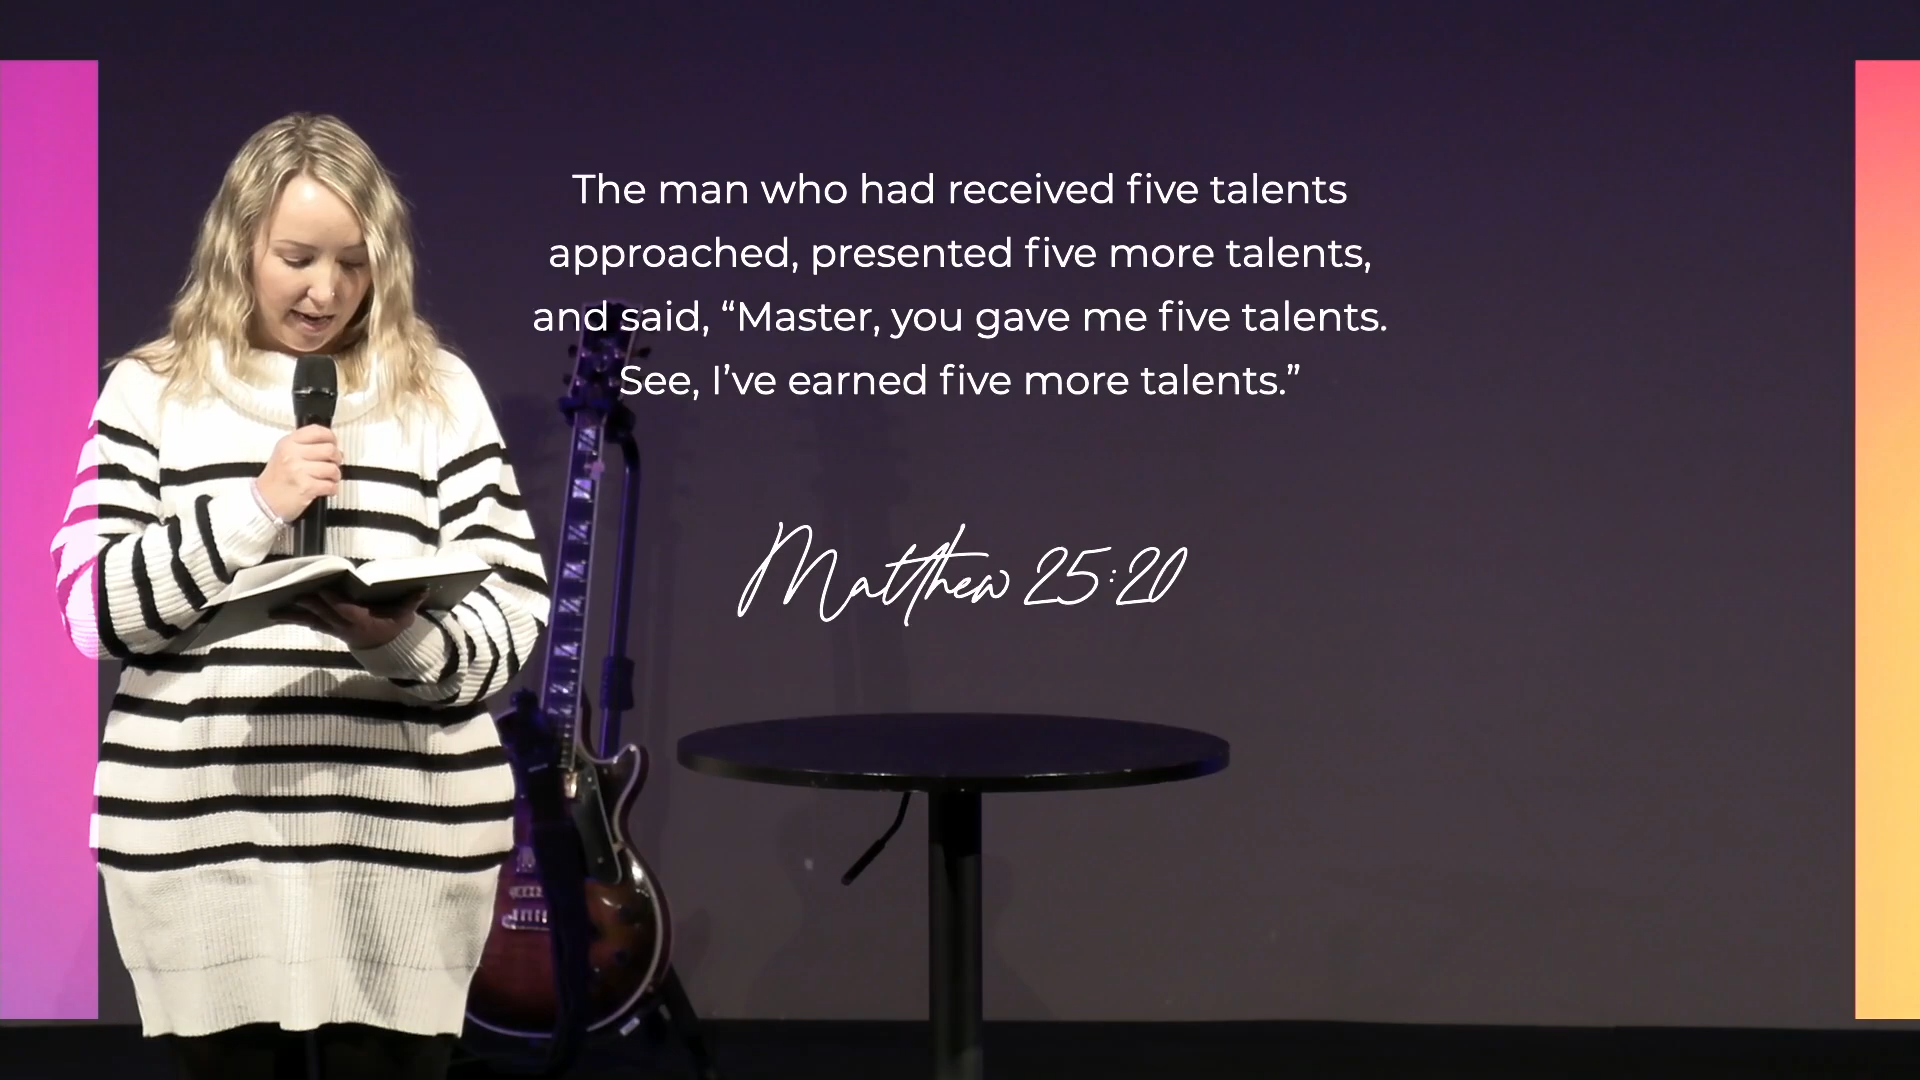 The man who had received five talents
approached, presented five more talents,
and said, “Master, you gave me five talents.
See, I’ve earned five more talents.”
Matthew 25:20